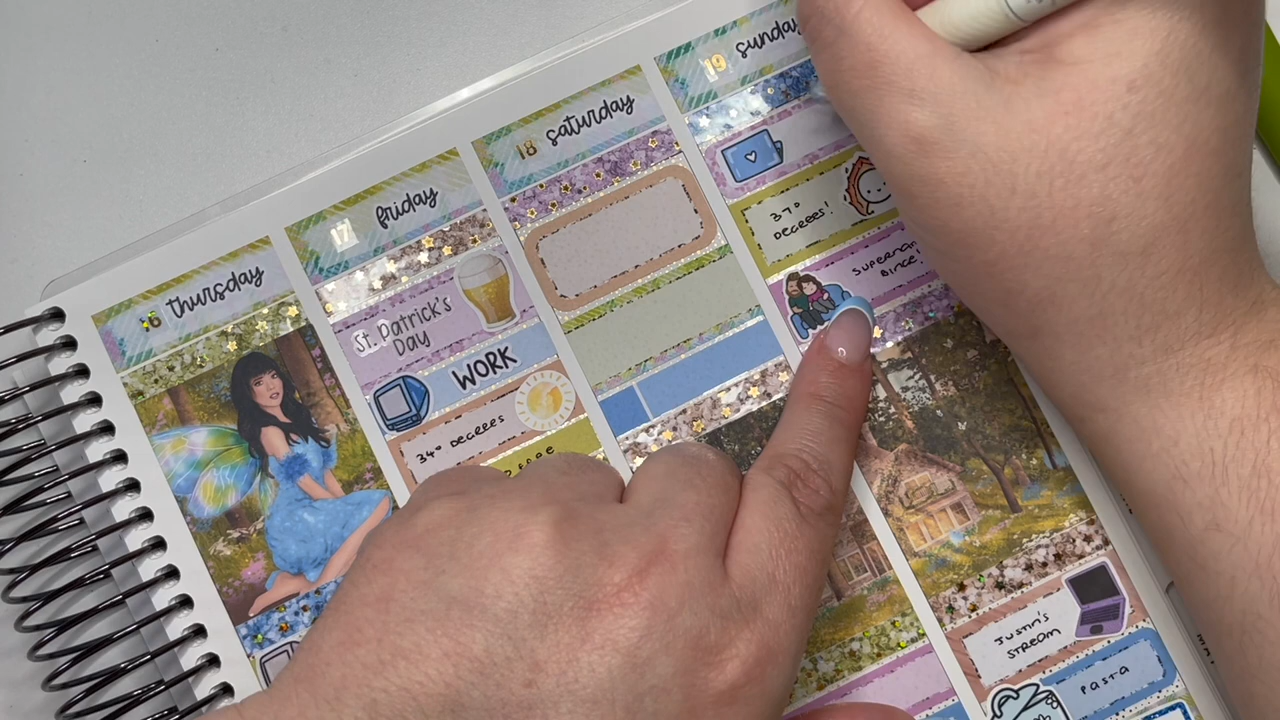 16 thursday
17 friday
St. Patrick's
Day
WORK
34° DEGREES
18 saturday
19 sunday
37°
DEGREES!
BINGE
JUSTIN'S
STREAM
PASTA